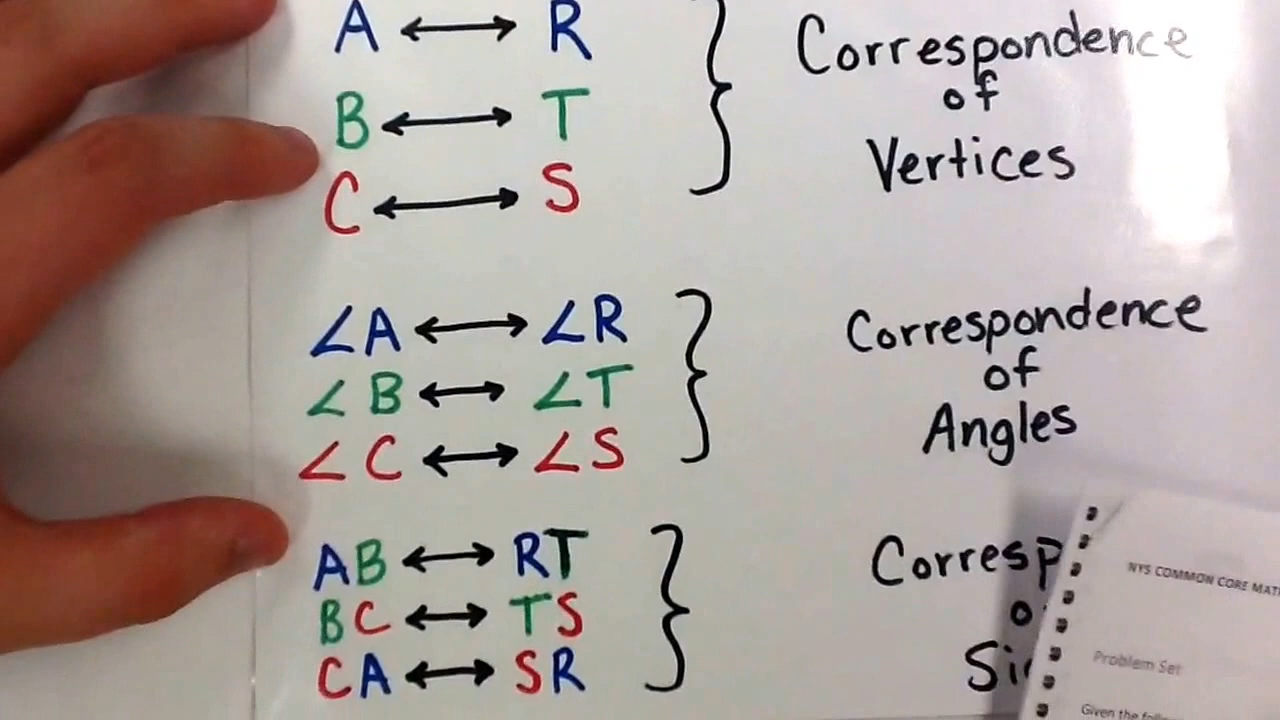 A ↔ R
B ↔ T
C ↔ S
Correspondence
of
Vertices
∠A ↔ ∠R
∠B ↔ ∠T
∠C ↔ ∠S
Correspondence
of
Angles
AB ↔ RT
BC ↔ TS
CA ↔ SR
Corresp
NYS COMMON CORE MAT
Problem Set
Given the